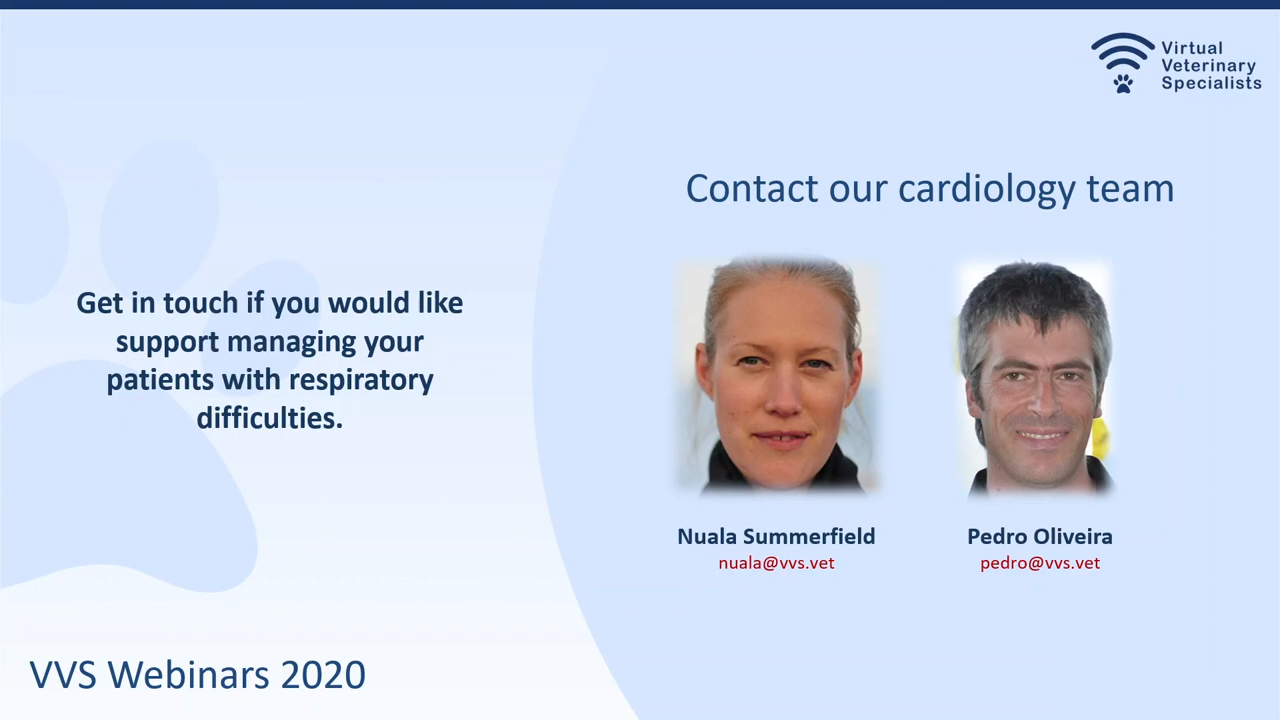 Virtual
Veterinary
Specialists
Contact our cardiology team
Get in touch if you would like
support managing your
patients with respiratory
difficulties.
Nuala Summerfield
nuala@vvs.vet
Pedro Oliveira
pedro@vvs.vet
VVS Webinars 2020